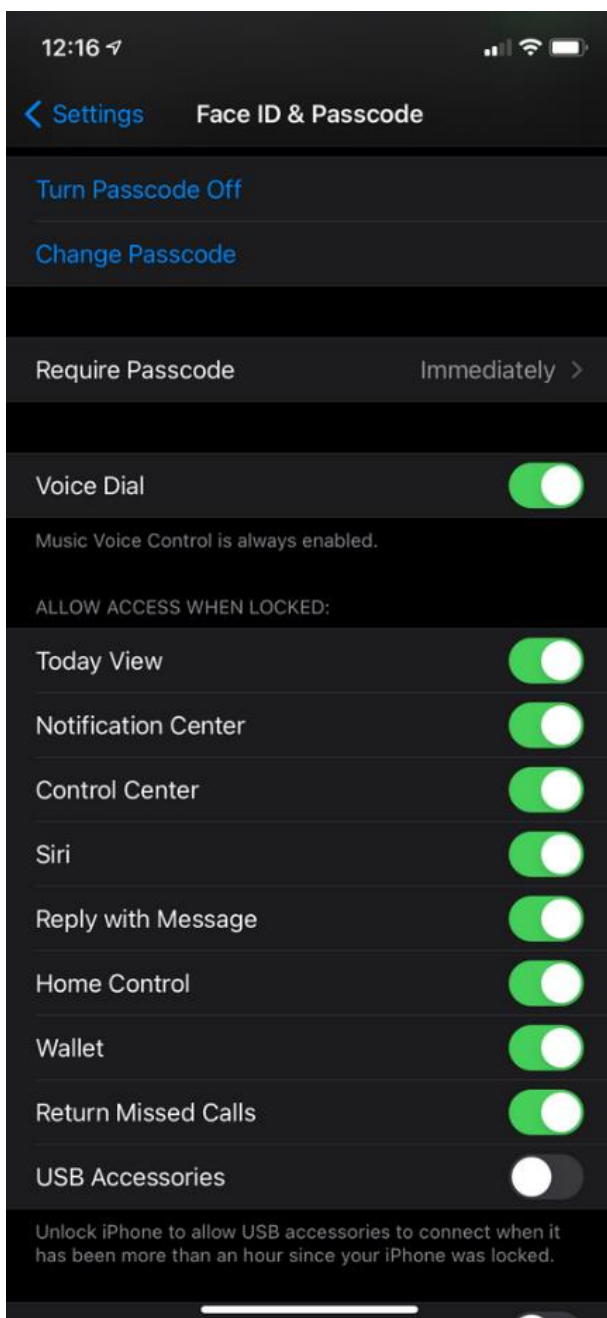 12:16
Settings
Face ID & Passcode
Turn Passcode Off
Change Passcode
Require Passcode Immediately
Voice Dial
Music Voice Control is always enabled.
ALLOW ACCESS WHEN LOCKED:
Today View
Notification Center
Control Center
Siri
Reply with Message
Home Control
Wallet
Return Missed Calls
USB Accessories
Unlock iPhone to allow USB accessories to connect when it
has been more than an hour since your iPhone was locked.